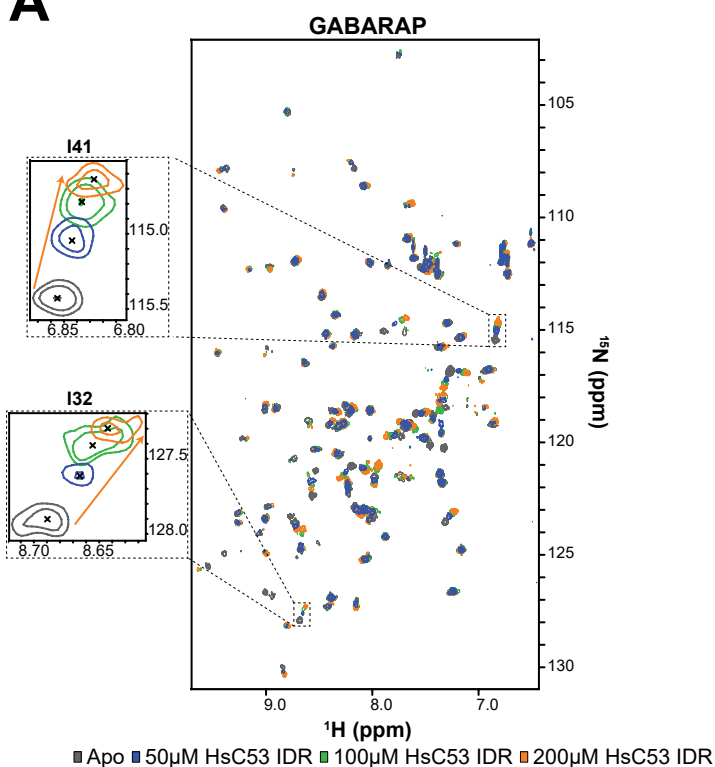 A
GABARAP
I41
115.0
115.5
6.85 6.80
I32
127.5
128.0
8.70 8.65
105
110
115
120
125
130
¹⁵N (ppm)
9.0 8.0 7.0
¹H (ppm)
Apo 50µM HsC53 IDR 100µM HsC53 IDR 200µM HsC53 IDR